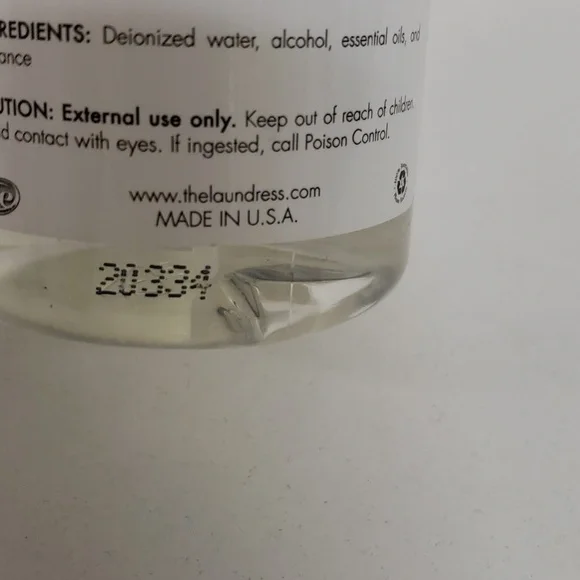 REDIENTS: Deionized water, alcohol, essential oils, and
ance
UTION: External use only. Keep out of reach of children.
d contact with eyes. If ingested, call Poison Control.
www.thelaundress.com
MADE IN U.S.A.
20334